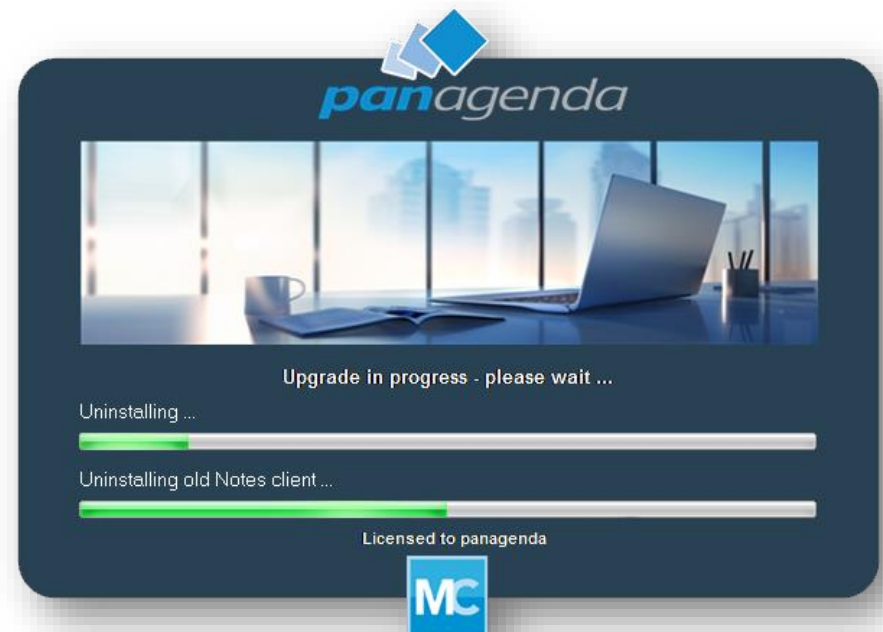 panagenda
Upgrade in progress - please wait ...
Uninstalling ...
Uninstalling old Notes client ...
Licensed to panagenda
MC